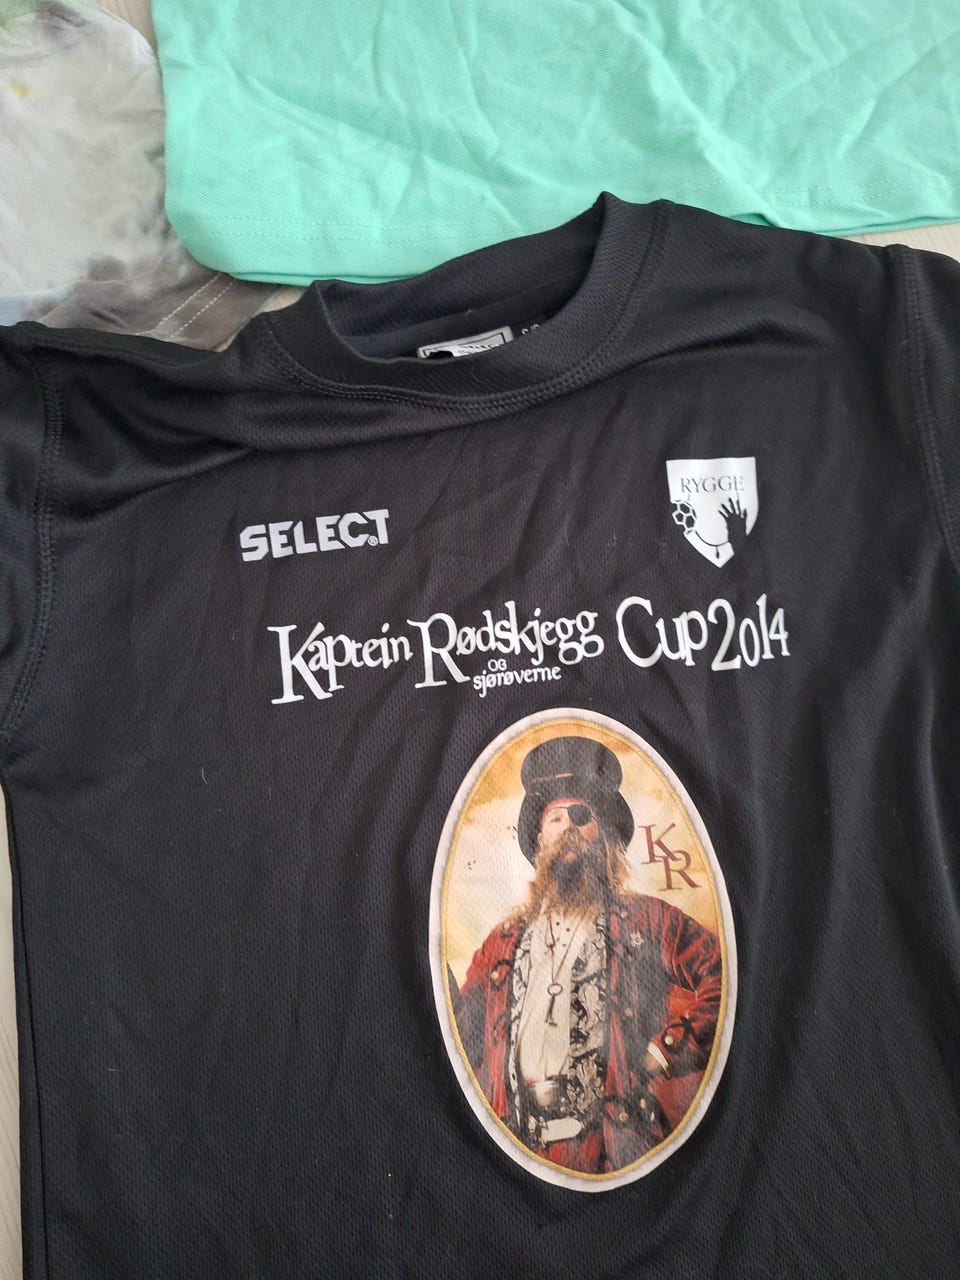 RYGGE
SELECT
Kaptein Rødskjegg Cup 2014
OG
sjørøverne
KR